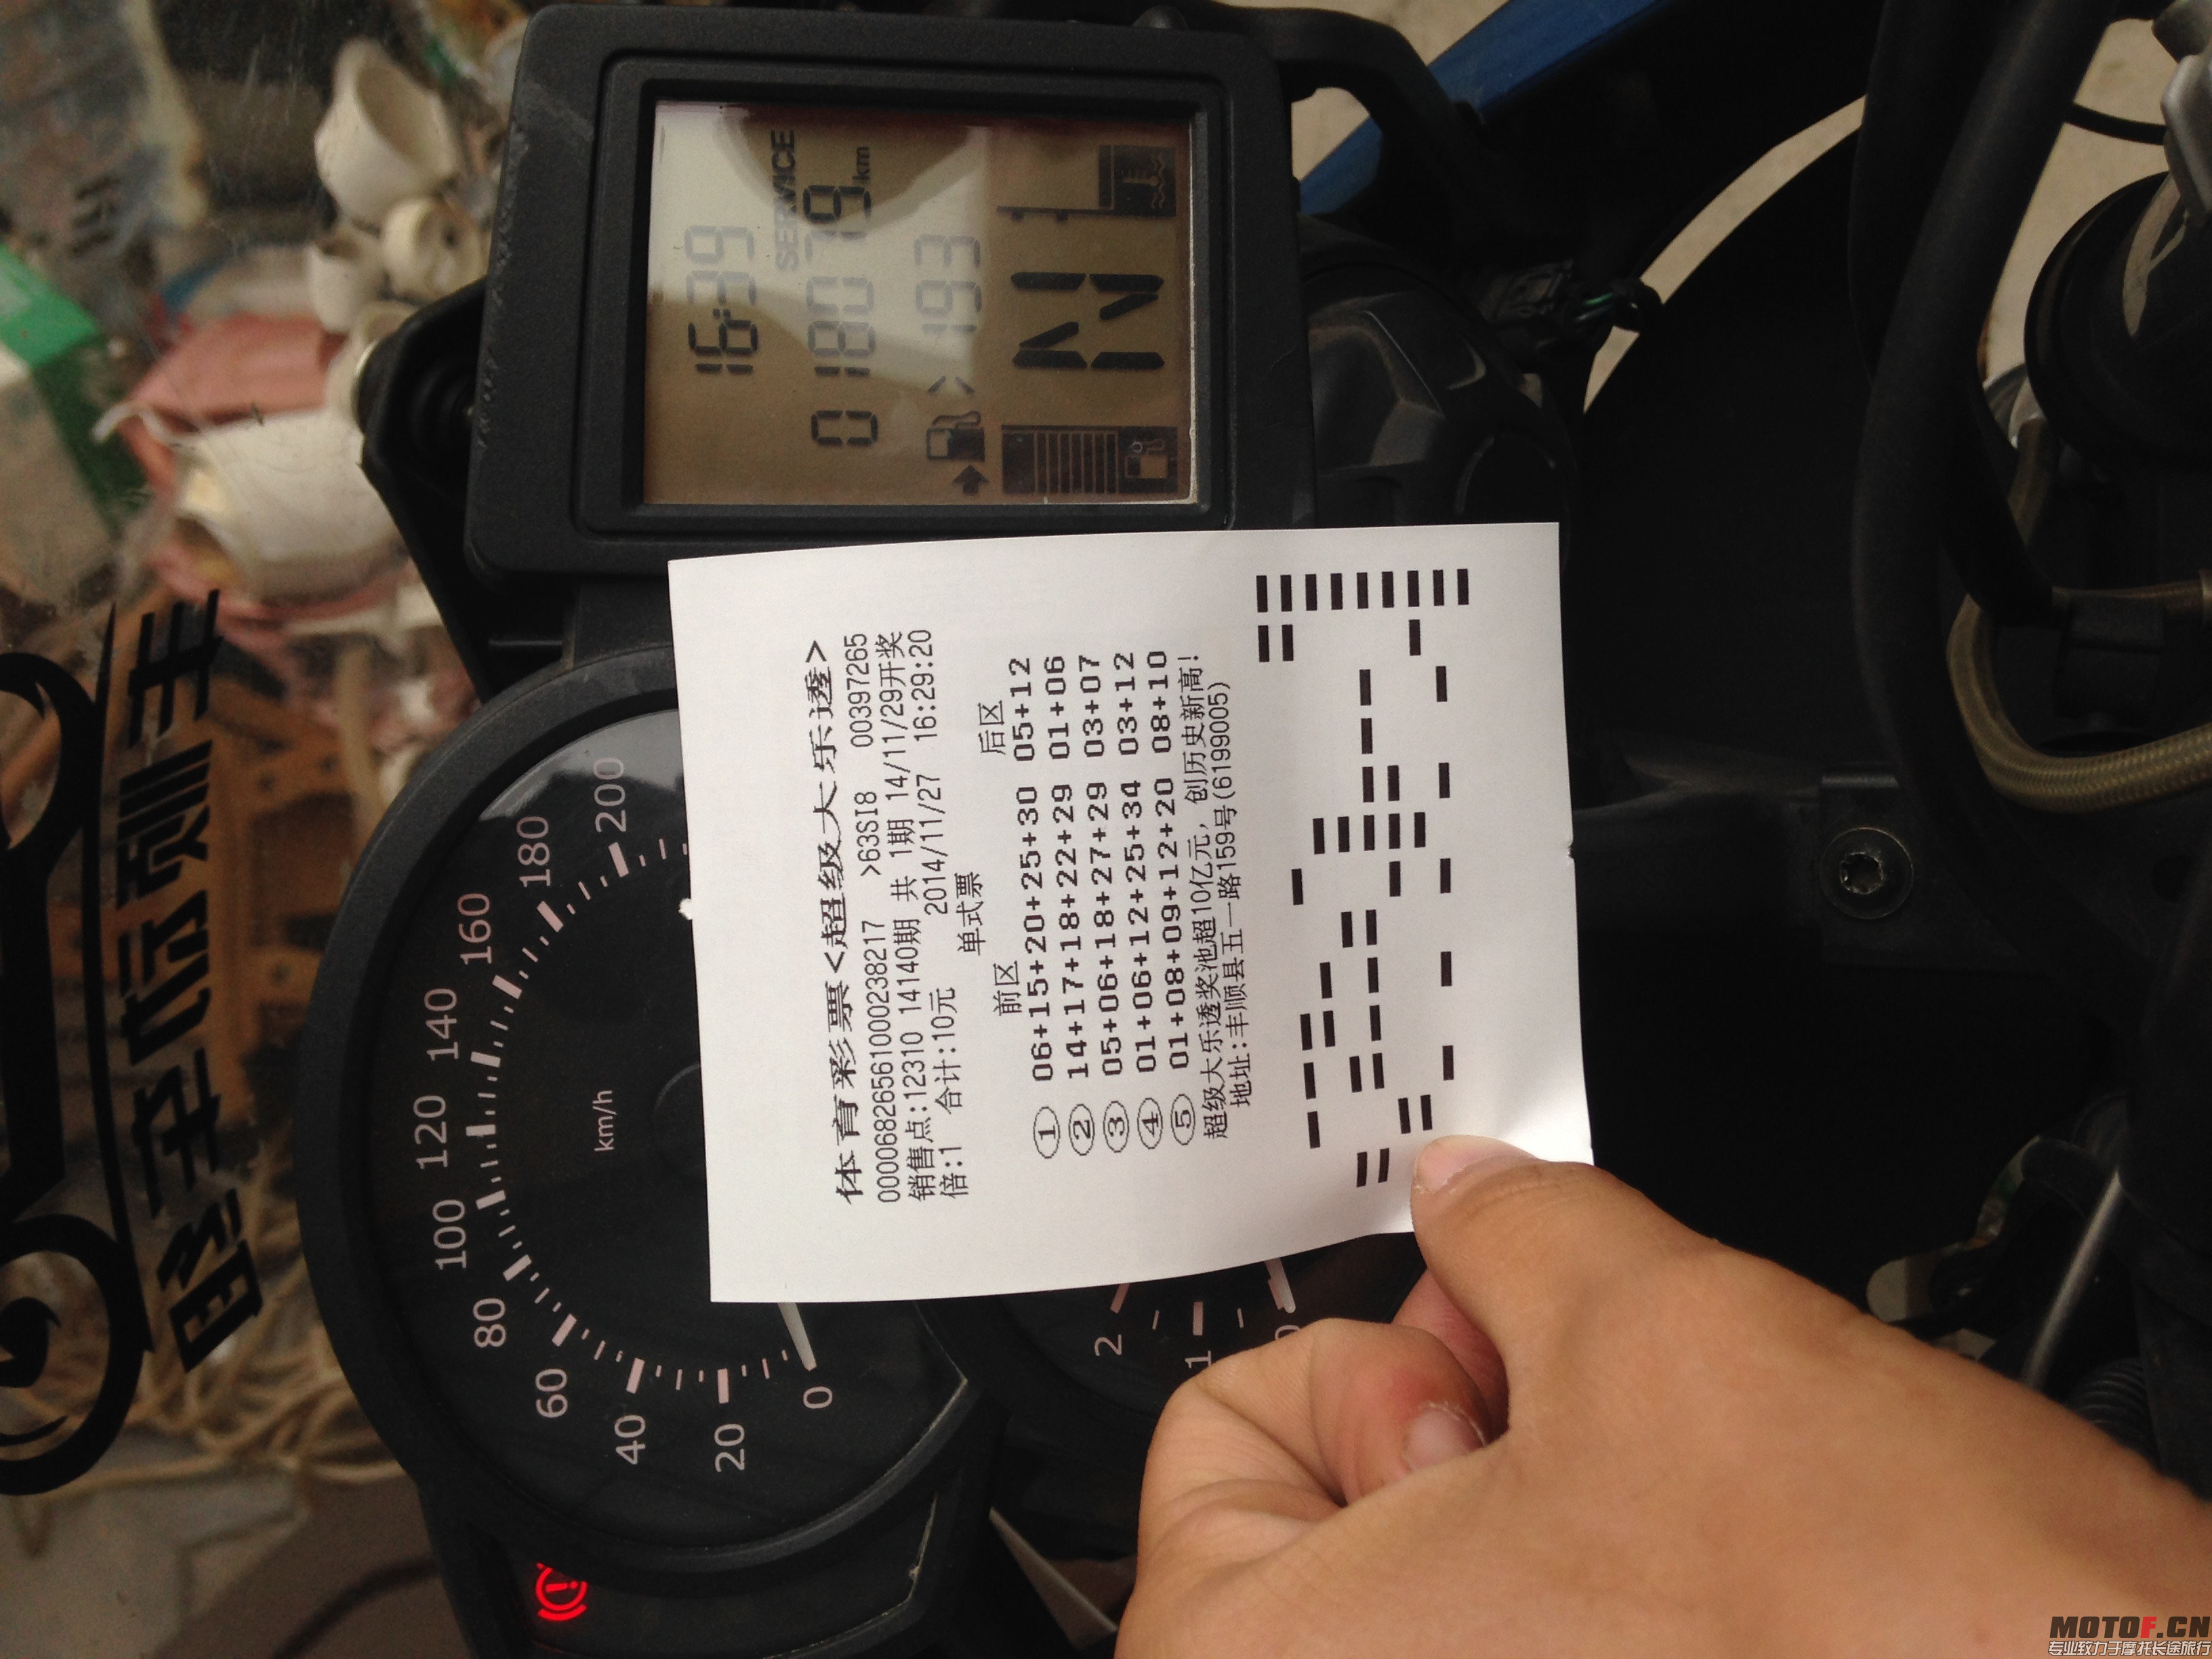 体育彩票<超级大乐透>
00006826561000238217 >63SI8 00397265
销售点:12310 14140期 共 1期 14/11/29开奖
倍:1 合计:10元 2014/11/27 16:29:20
单式票
前区 后区
① 06+15+20+25+30 05+12
② 14+17+18+22+29 01+06
③ 05+06+18+27+29 03+07
④ 01+06+12+25+34 03+12
⑤ 01+08+09+12+20 08+10
超级大乐透奖池超10亿元，创历史新高!
地址:丰顺县五一路159号(6199005)
16:39
SERVICE
018079 km
>193
N
0
20
40
60
80
100
120
140
160
180
200
km/h
0
1
2
MOTOF.CN
专业致力于摩托长途旅行